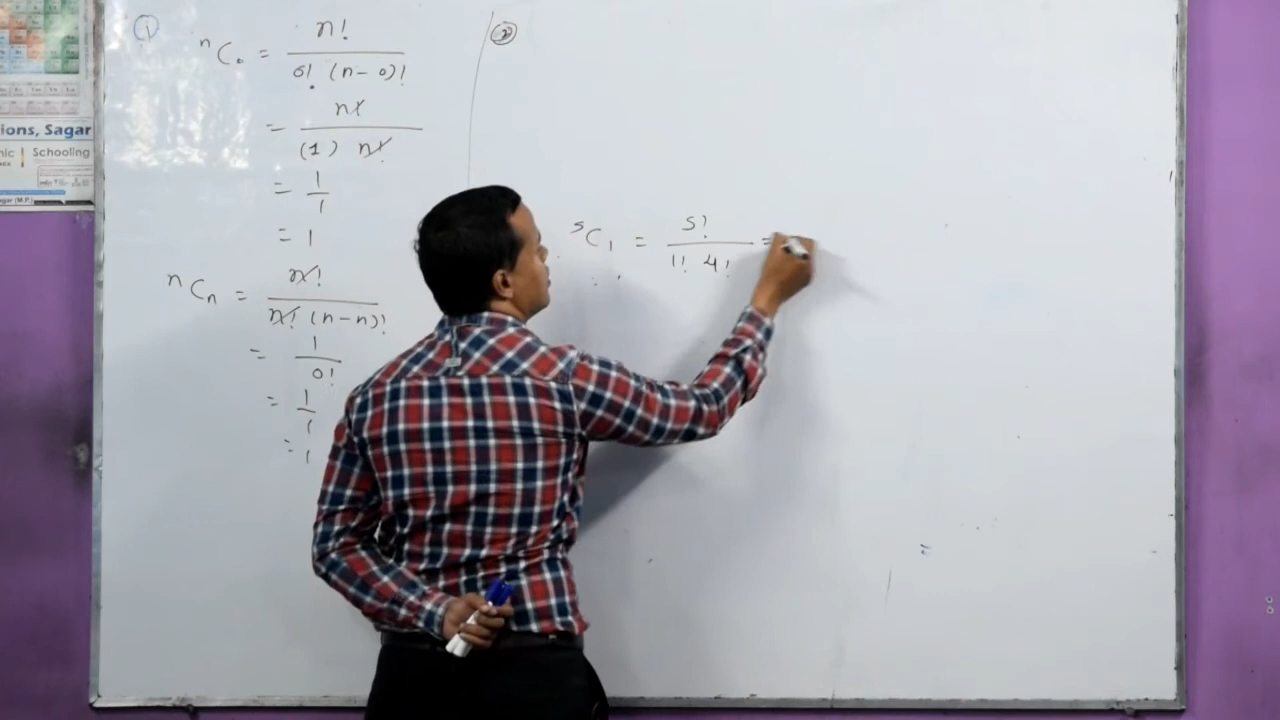 ions, Sagar
Schooling
gar (M.P.)
①
ⁿC₀ = n! / 0! (n-0)!
= n! / (1) n!
= 1/1
= 1
ⁿCₙ = n! / n! (n-n)!
= 1 / 0!
= 1/1
= 1
②
⁵C₁ = 5! / 1! 4! =